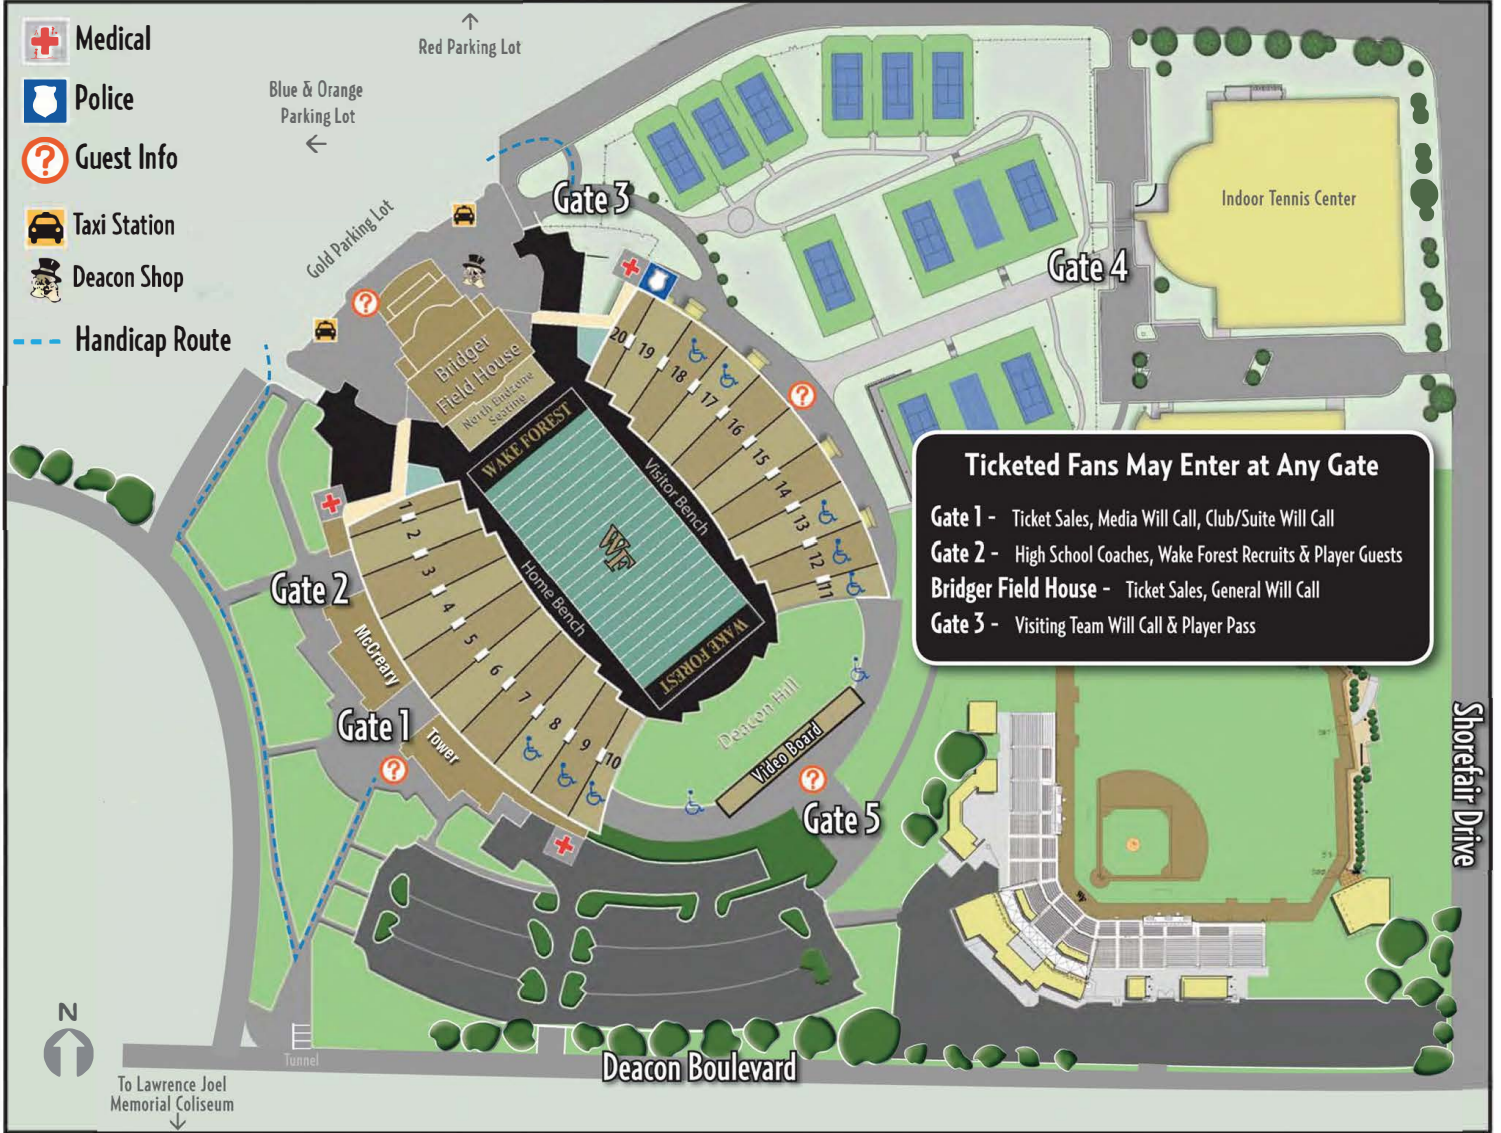 Medical
Police
Guest Info
Taxi Station
Deacon Shop
Handicap Route
Red Parking Lot
Blue & Orange
Parking Lot
Gold Parking Lot
Gate 3
Gate 4
Indoor Tennis Center
Bridger
Field House
North Endzone
Seating
WAKE FOREST
Visitor Bench
Home Bench
WF
WAKE FOREST
20
19
18
17
16
15
14
13
12
11
1
2
3
4
5
6
7
8
9
10
Gate 2
McCreary
Gate 1
Tower
Deacon Hill
Video Board
Gate 5
Ticketed Fans May Enter at Any Gate
Gate 1 - Ticket Sales, Media Will Call, Club/Suite Will Call
Gate 2 - High School Coaches, Wake Forest Recruits & Player Guests
Bridger Field House - Ticket Sales, General Will Call
Gate 3 - Visiting Team Will Call & Player Pass
Shorefair Drive
Deacon Boulevard
Tunnel
N
To Lawrence Joel
Memorial Coliseum